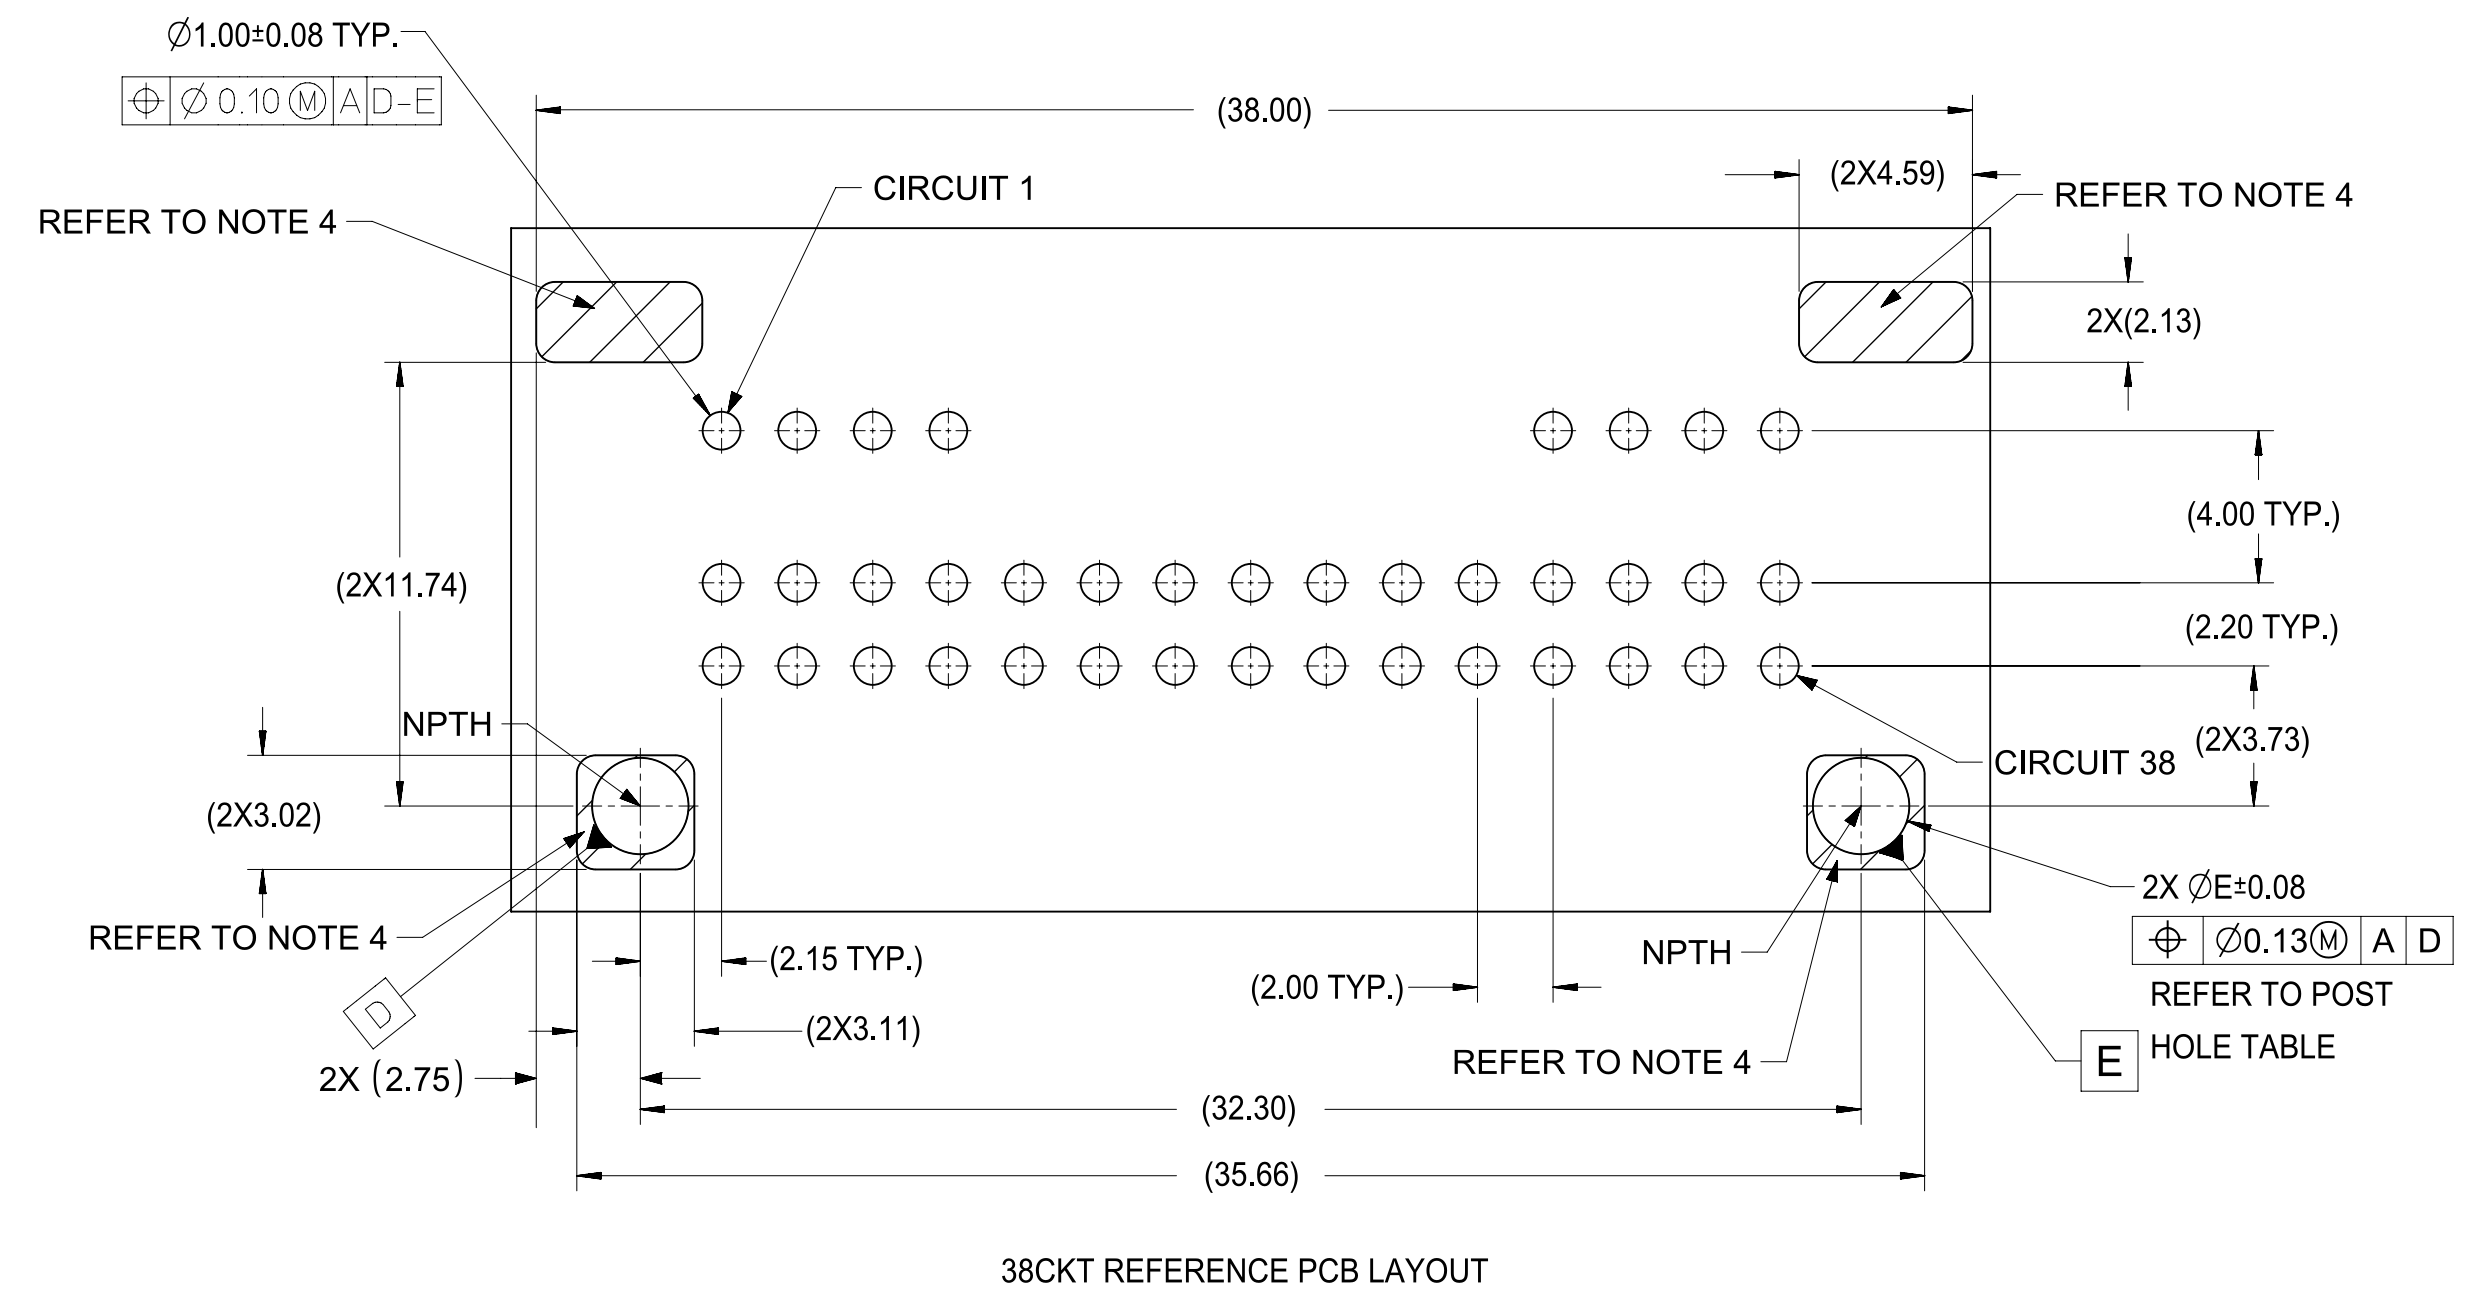 Ø1.00±0.08 TYP.
⌖ Ø 0.10 Ⓜ A D-E
(38.00)
(2X4.59)
CIRCUIT 1
REFER TO NOTE 4
REFER TO NOTE 4
2X(2.13)
(4.00 TYP.)
(2X11.74)
(2.20 TYP.)
NPTH
(2X3.73)
CIRCUIT 38
(2X3.02)
2X ØE±0.08
REFER TO NOTE 4
⌖ Ø0.13Ⓜ A D
NPTH
(2.15 TYP.)
(2.00 TYP.)
REFER TO POST
HOLE TABLE
D
(2X3.11)
REFER TO NOTE 4
E
2X (2.75)
(32.30)
(35.66)
38CKT REFERENCE PCB LAYOUT